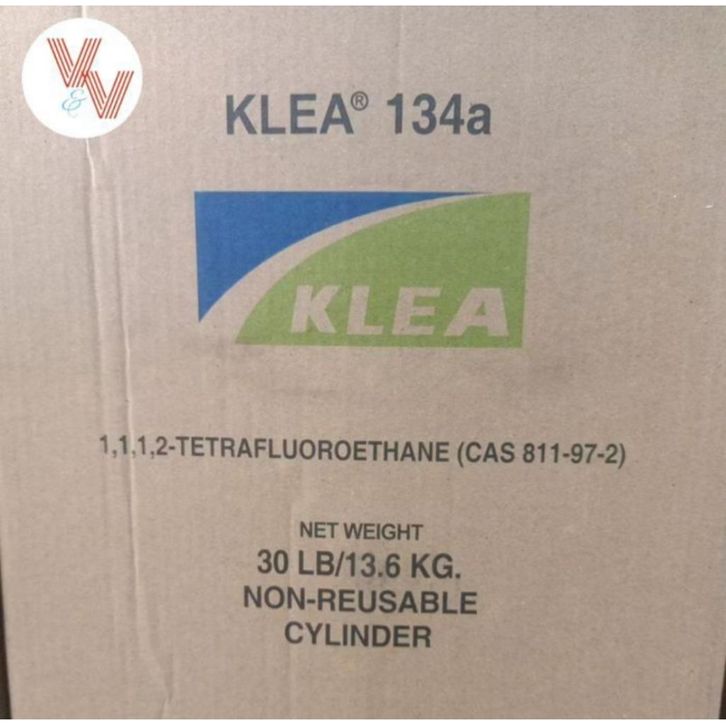 V&V
KLEA® 134a
KLEA
1,1,1,2-TETRAFLUOROETHANE (CAS 811-97-2)
NET WEIGHT
30 LB/13.6 KG.
NON-REUSABLE
CYLINDER